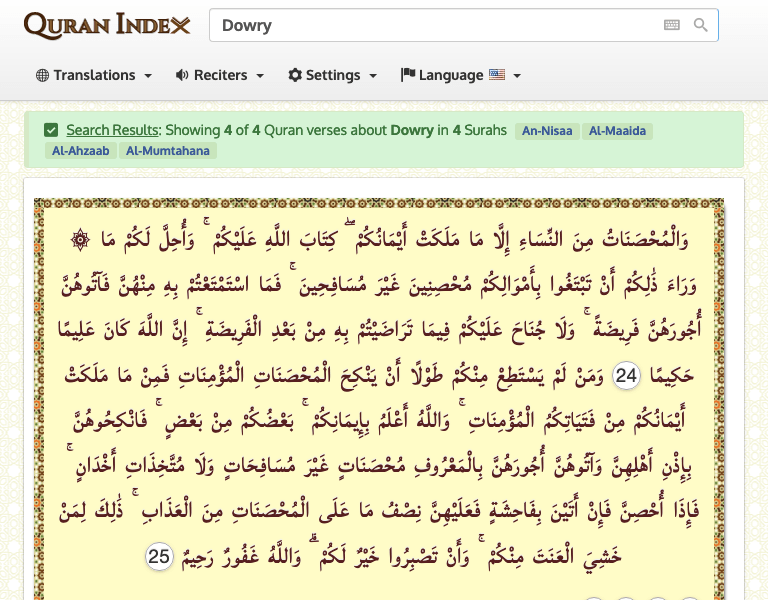 QURAN INDEX
Dowry
Translations Reciters Settings Language
Search Results: Showing 4 of 4 Quran verses about Dowry in 4 Surahs An-Nisaa Al-Maaida
Al-Ahzaab Al-Mumtahana
۞ وَالْمُحْصَنَاتُ مِنَ النِّسَاءِ إِلَّا مَا مَلَكَتْ أَيْمَانُكُمْ ۖ كِتَابَ اللَّهِ عَلَيْكُمْ ۚ وَأُحِلَّ لَكُمْ مَا
وَرَاءَ ذَٰلِكُمْ أَنْ تَبْتَغُوا بِأَمْوَالِكُمْ مُحْصِنِينَ غَيْرَ مُسَافِحِينَ ۚ فَمَا اسْتَمْتَعْتُمْ بِهِ مِنْهُنَّ فَآتُوهُنَّ
أُجُورَهُنَّ فَرِيضَةً ۚ وَلَا جُنَاحَ عَلَيْكُمْ فِيمَا تَرَاضَيْتُمْ بِهِ مِنْ بَعْدِ الْفَرِيضَةِ ۚ إِنَّ اللَّهَ كَانَ عَلِيمًا
حَكِيمًا 24 وَمَنْ لَمْ يَسْتَطِعْ مِنْكُمْ طَوْلًا أَنْ يَنْكِحَ الْمُحْصَنَاتِ الْمُؤْمِنَاتِ فَمِنْ مَا مَلَكَتْ
أَيْمَانُكُمْ مِنْ فَتَيَاتِكُمُ الْمُؤْمِنَاتِ ۚ وَاللَّهُ أَعْلَمُ بِإِيمَانِكُمْ ۚ بَعْضُكُمْ مِنْ بَعْضٍ ۚ فَانْكِحُوهُنَّ
بِإِذْنِ أَهْلِهِنَّ وَآتُوهُنَّ أُجُورَهُنَّ بِالْمَعْرُوفِ مُحْصَنَاتٍ غَيْرَ مُسَافِحَاتٍ وَلَا مُتَّخِذَاتِ أَخْدَانٍ ۚ
فَإِذَا أُحْصِنَّ فَإِنْ أَتَيْنَ بِفَاحِشَةٍ فَعَلَيْهِنَّ نِصْفُ مَا عَلَى الْمُحْصَنَاتِ مِنَ الْعَذَابِ ۚ ذَٰلِكَ لِمَنْ
خَشِيَ الْعَنَتَ مِنْكُمْ ۚ وَأَنْ تَصْبِرُوا خَيْرٌ لَكُمْ ۗ وَاللَّهُ غَفُورٌ رَحِيمٌ 25